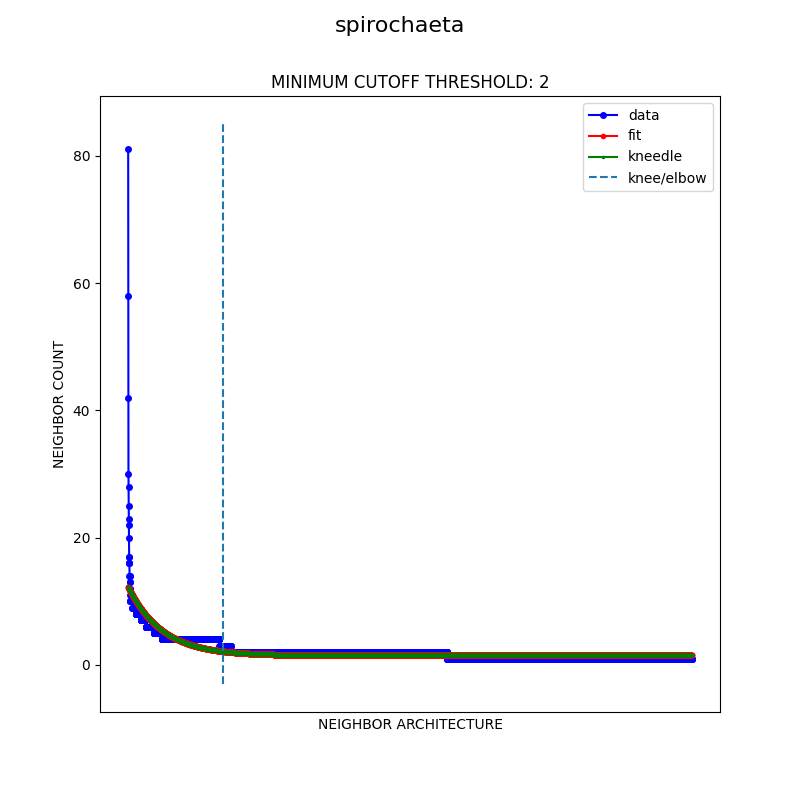 spirochaeta
MINIMUM CUTOFF THRESHOLD: 2
data
fit
kneedle
knee/elbow
80
60
40
20
0
NEIGHBOR COUNT
NEIGHBOR ARCHITECTURE